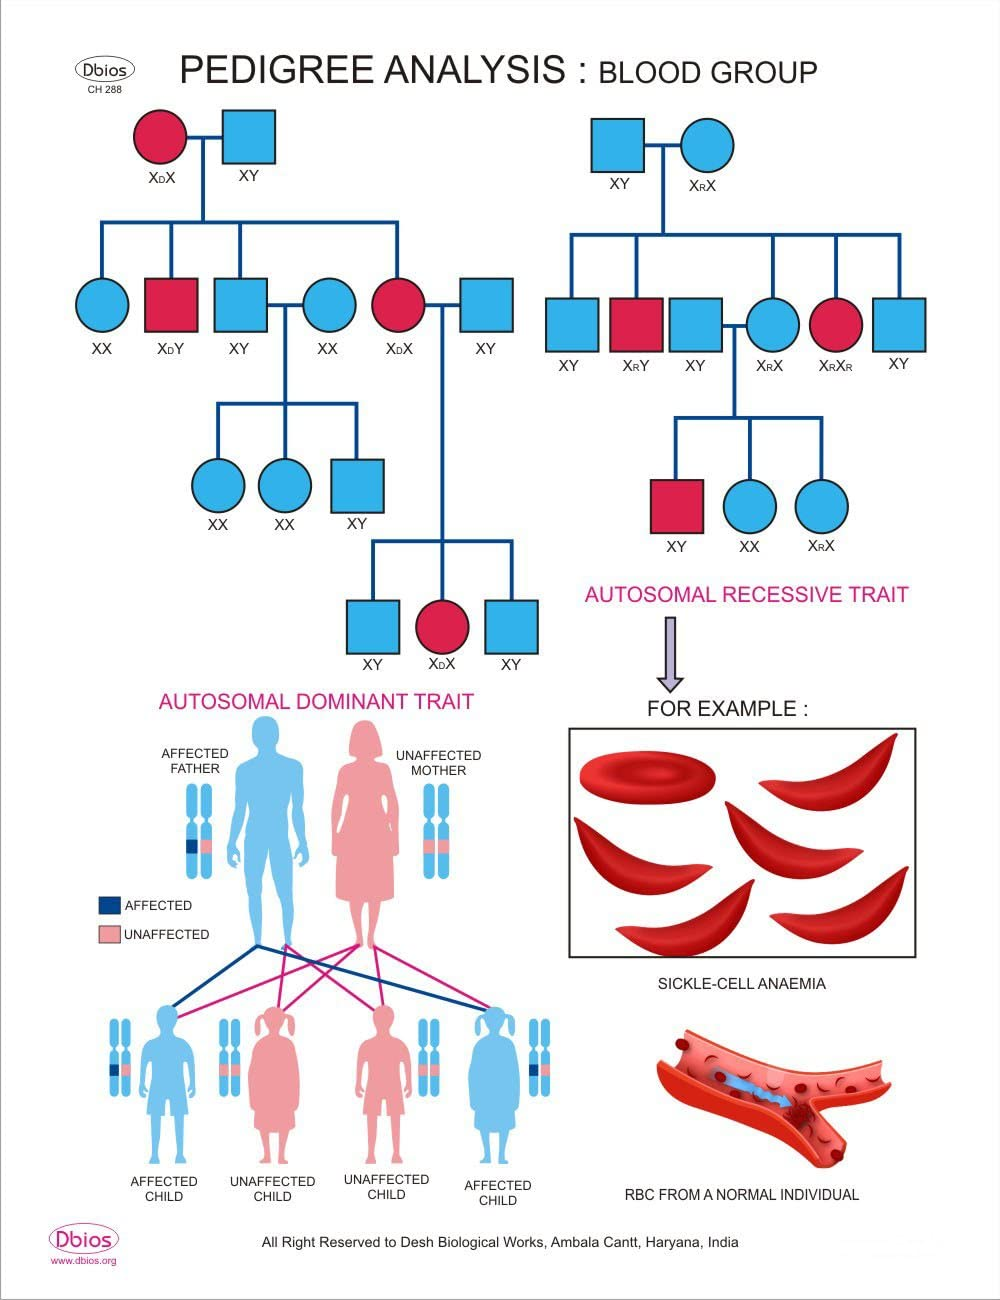 Dbios
CH 288
PEDIGREE ANALYSIS : BLOOD GROUP
XDX
XY
XX
XDY
XY
XX
XDX
XY
XX
XX
XY
XY
XDX
XY
AUTOSOMAL DOMINANT TRAIT
XY
XRX
XY
XRY
XY
XRX
XRXR
XY
XY
XX
XRX
AUTOSOMAL RECESSIVE TRAIT
FOR EXAMPLE :
SICKLE-CELL ANAEMIA
RBC FROM A NORMAL INDIVIDUAL
AFFECTED
FATHER
UNAFFECTED
MOTHER
AFFECTED
UNAFFECTED
AFFECTED
CHILD
UNAFFECTED
CHILD
UNAFFECTED
CHILD
AFFECTED
CHILD
Dbios
www.dbios.org
All Right Reserved to Desh Biological Works, Ambala Cantt, Haryana, India